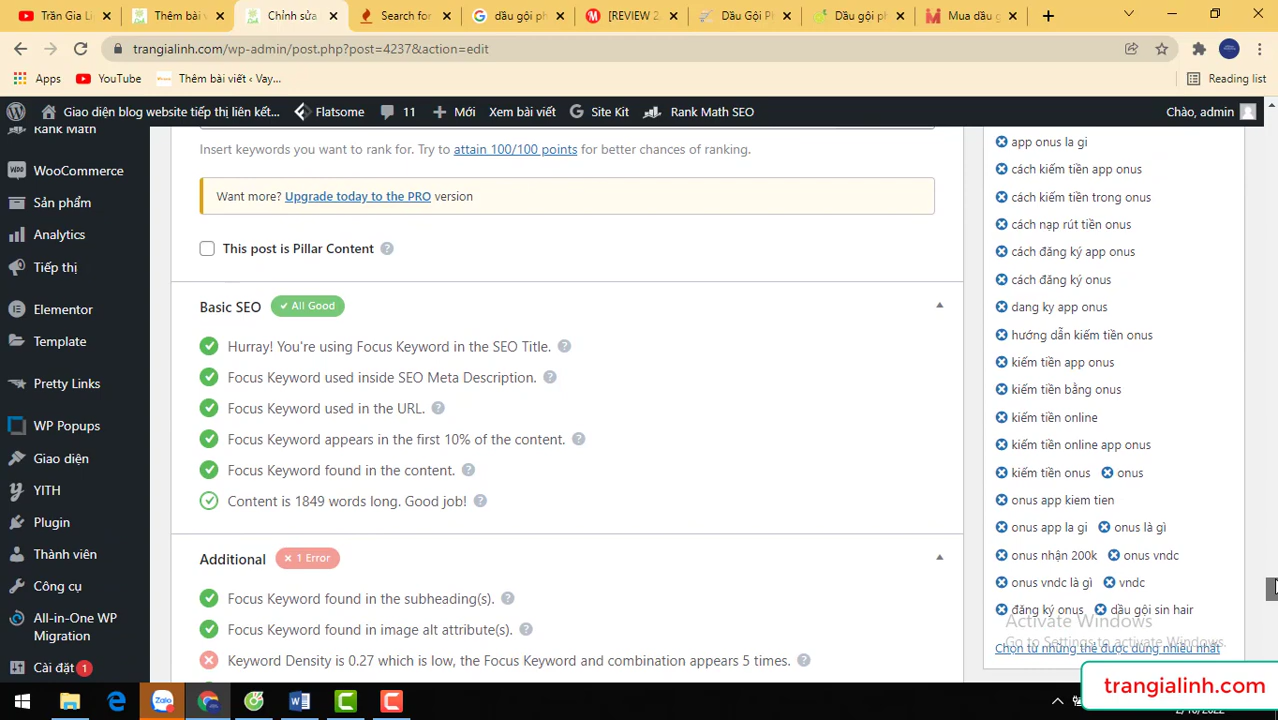 Trần Gia Li
Thêm bài v
Chỉnh sửa
Search for
dầu gội ph
[REVIEW 2
Dầu Gội Ph
Dầu gội ph
Mua dầu g
trangialinh.com/wp-admin/post.php?post=4237&action=edit
Apps
YouTube
Thêm bài viết ‹ Vay...
Reading list
Giao diện blog website tiếp thị liên kết...
Flatsome
11
Mới
Xem bài viết
Site Kit
Rank Math SEO
Chào, admin
Rank Math
WooCommerce
Sản phẩm
Analytics
Tiếp thị
Elementor
Template
Pretty Links
WP Popups
Giao diện
YITH
Plugin
Thành viên
Công cụ
All-in-One WP
Migration
Cài đặt 1
Insert keywords you want to rank for. Try to attain 100/100 points for better chances of ranking.
Want more? Upgrade today to the PRO version
This post is Pillar Content
Basic SEO All Good
Hurray! You're using Focus Keyword in the SEO Title.
Focus Keyword used inside SEO Meta Description.
Focus Keyword used in the URL.
Focus Keyword appears in the first 10% of the content.
Focus Keyword found in the content.
Content is 1849 words long. Good job!
Additional 1 Error
Focus Keyword found in the subheading(s).
Focus Keyword found in image alt attribute(s).
Keyword Density is 0.27 which is low, the Focus Keyword and combination appears 5 times.
app onus la gi
cách kiếm tiền app onus
cách kiếm tiền trong onus
cách nạp rút tiền onus
cách đăng ký app onus
cách đăng ký onus
dang ky app onus
hướng dẫn kiếm tiền onus
kiếm tiền app onus
kiếm tiền bằng onus
kiếm tiền online
kiếm tiền online app onus
kiếm tiền onus onus
onus app kiem tien
onus app la gi onus là gì
onus nhận 200k onus vndc
onus vndc là gì vndc
đăng ký onus dầu gội sin hair
Activate Windows
Go to Settings to activate Windows.
Chọn từ những thẻ được dùng nhiều nhất
trangialinh.com
Zalo